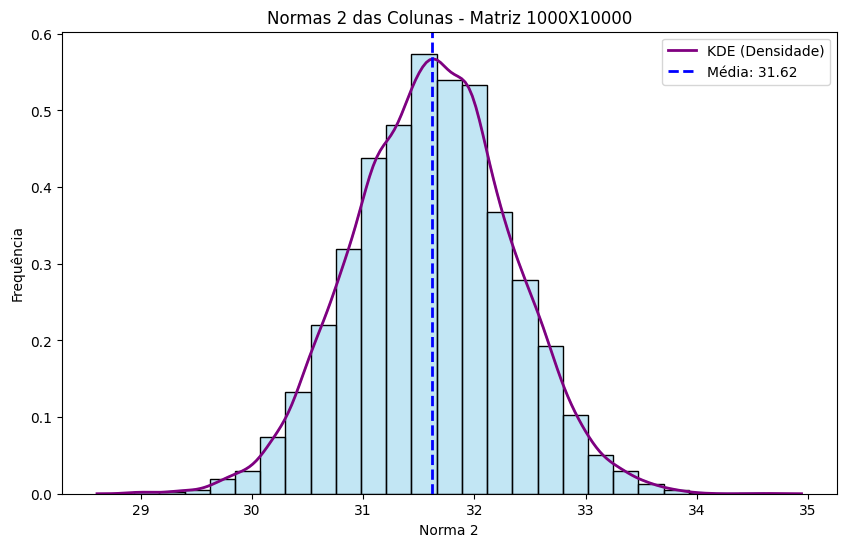 Normas 2 das Colunas - Matriz 1000X10000
KDE (Densidade)
Média: 31.62
Frequência
0.6
0.5
0.4
0.3
0.2
0.1
0.0
29
30
31
32
33
34
35
Norma 2